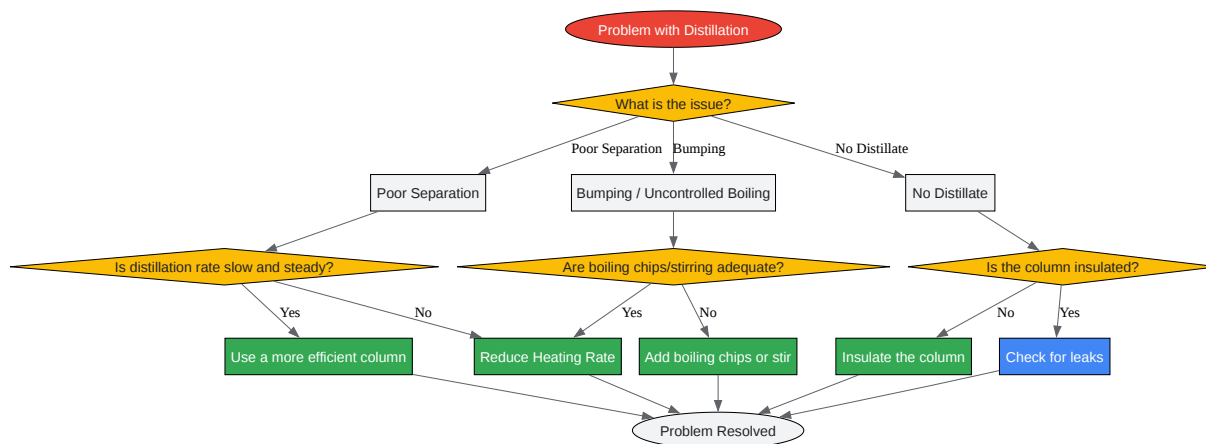 Problem with Distillation
What is the issue?
Poor Separation
Bumping
No Distillate
Poor Separation
Bumping / Uncontrolled Boiling
No Distillate
Is distillation rate slow and steady?
Are boiling chips/stirring adequate?
Is the column insulated?
Yes
No
Yes
No
No
Yes
Use a more efficient column
Reduce Heating Rate
Add boiling chips or stir
Insulate the column
Check for leaks
Problem Resolved